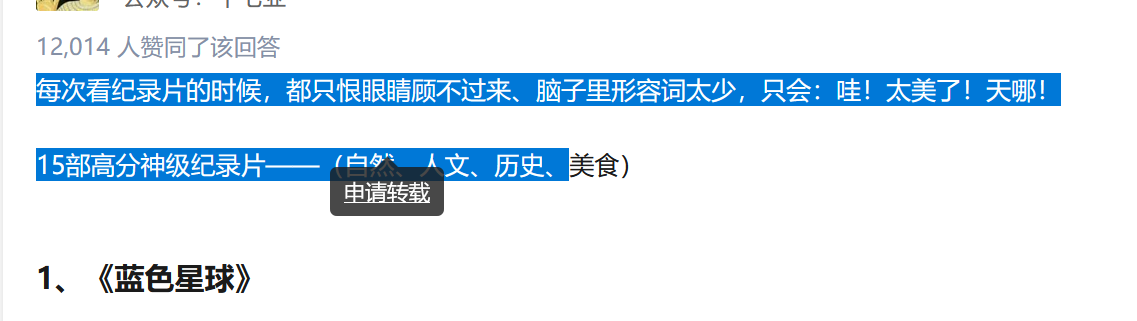 12,014 人赞同了该回答
每次看纪录片的时候，都只恨眼睛顾不过来、脑子里形容词太少，只会：哇！太美了！天哪！
15部高分神级纪录片——（自然、人文、历史、美食）
申请转载
1、《蓝色星球》